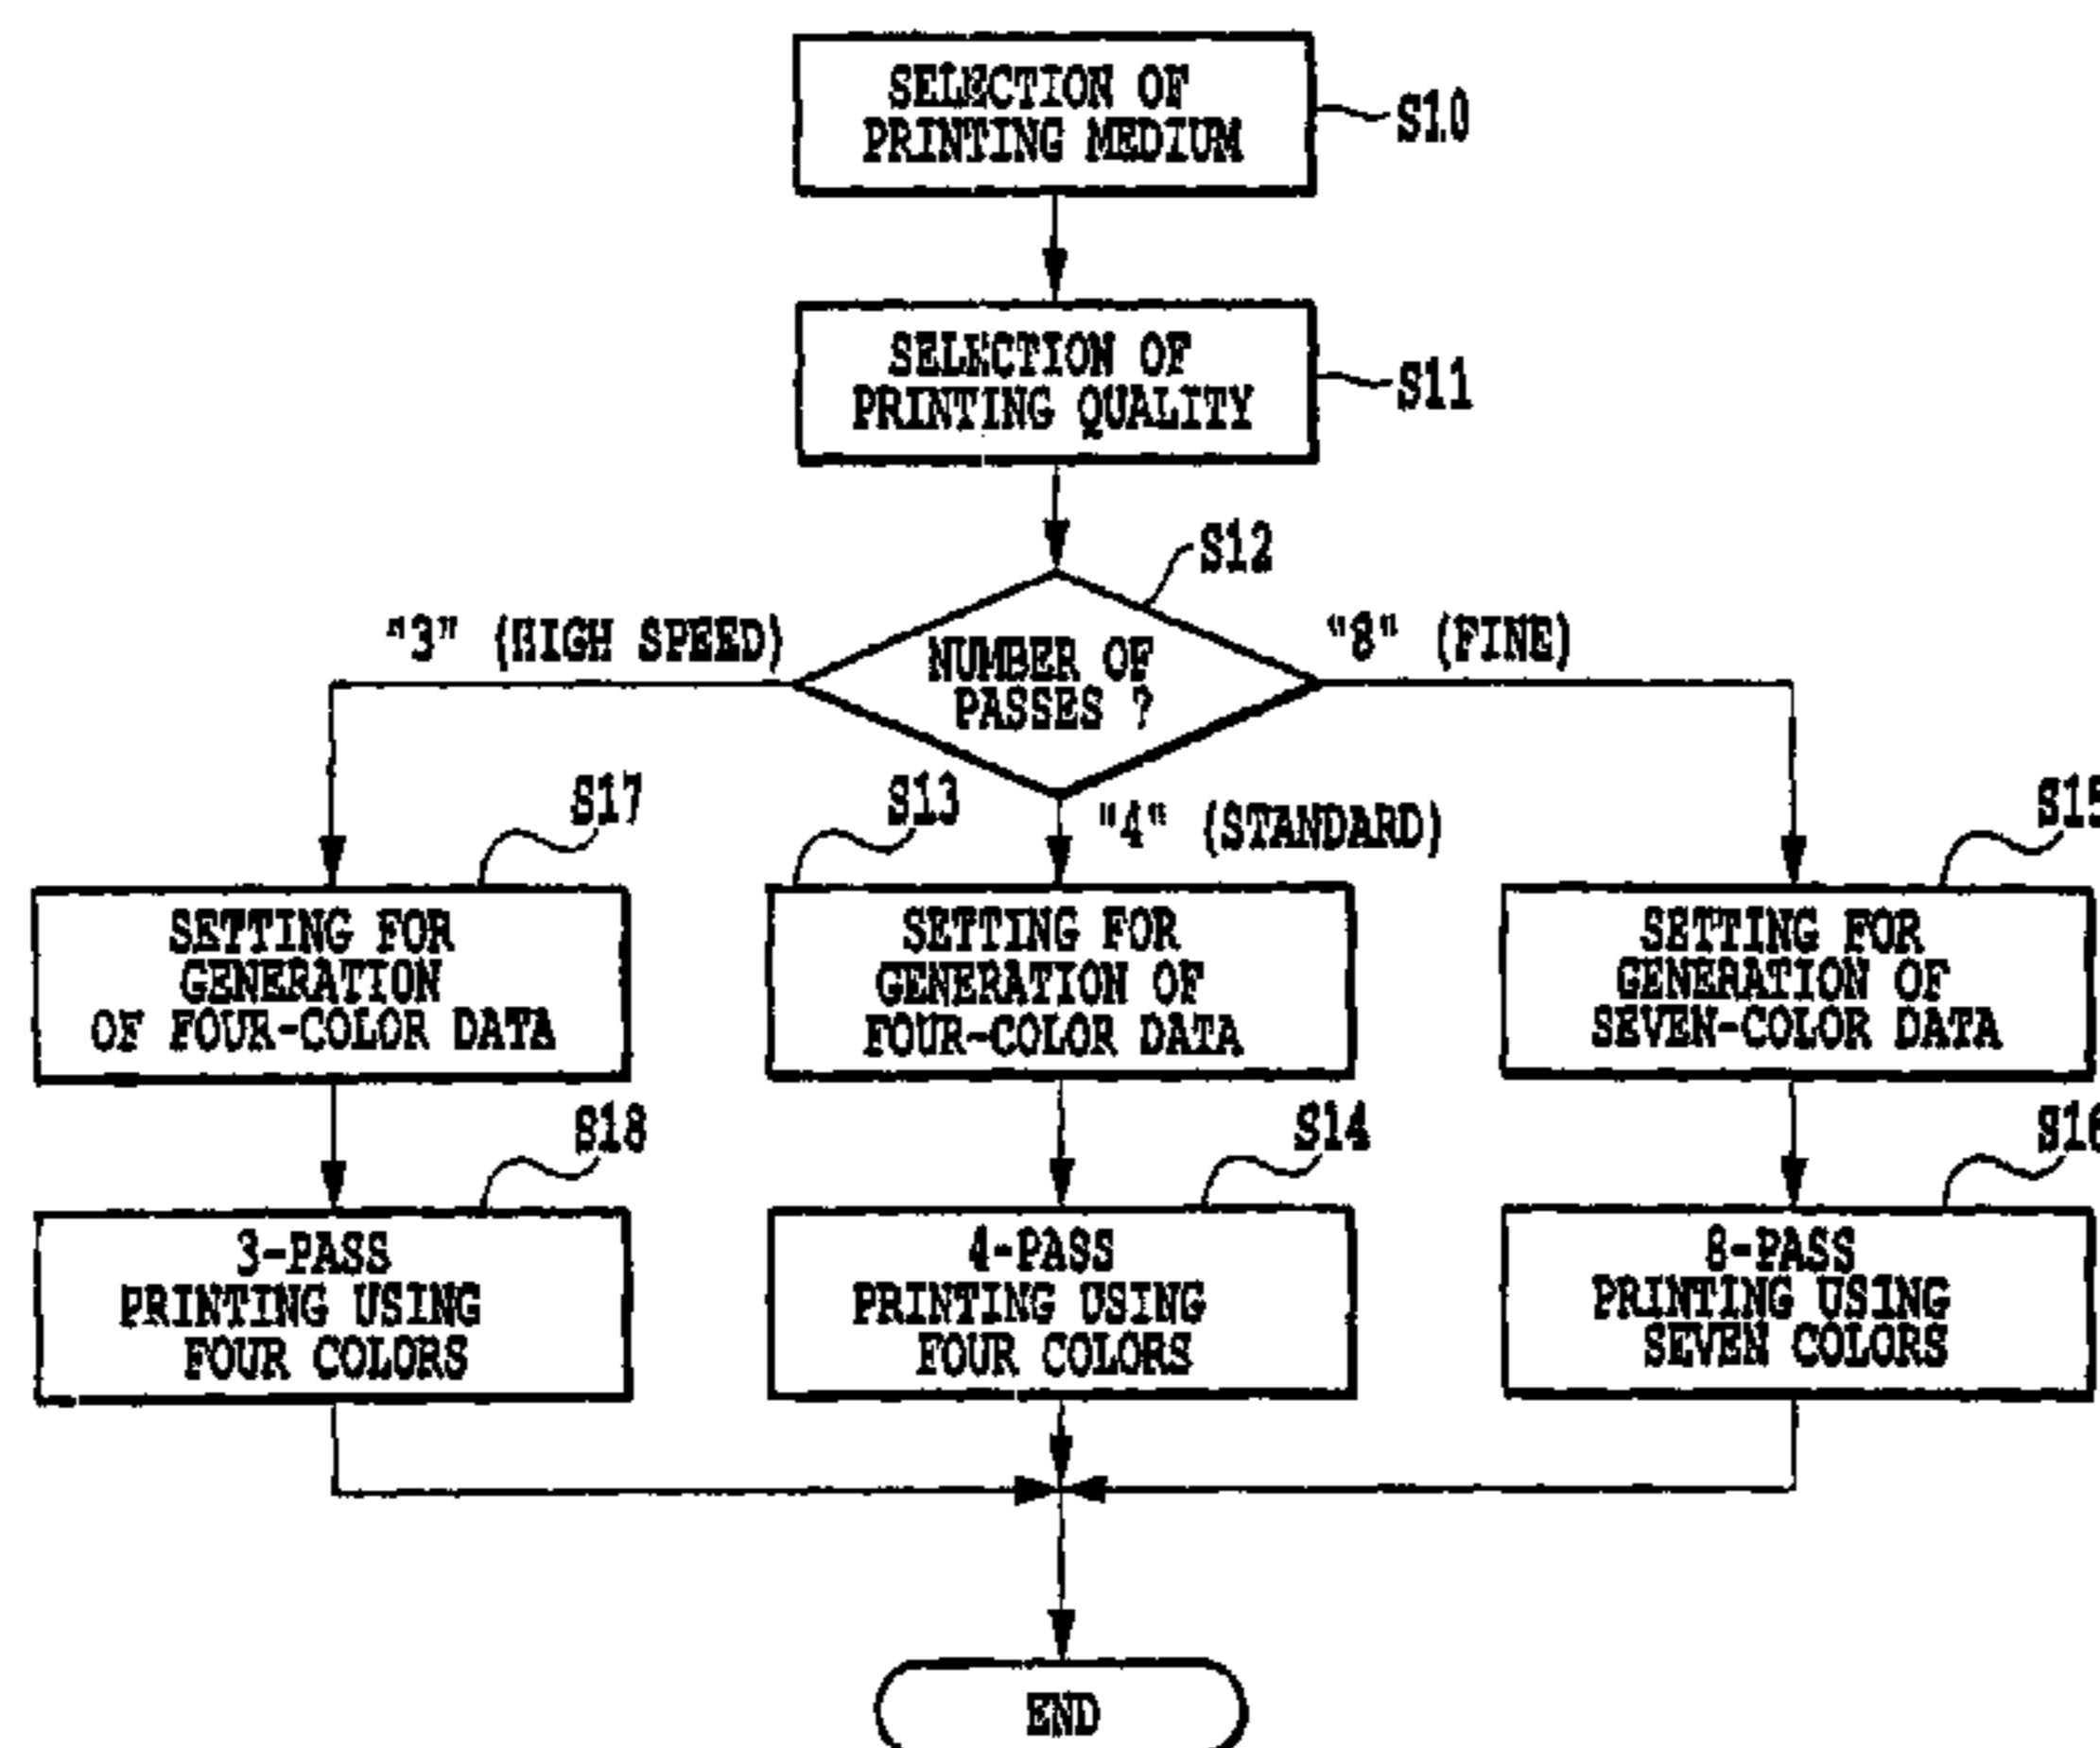 SELECTION OF
PRINTING MEDIUM
S10
SELECTION OF
PRINTING QUALITY
S11
S12
"3" (HIGH SPEED)
NUMBER OF
PASSES ?
"8" (FINE)
"4" (STANDARD)
S17
SETTING FOR
GENERATION
OF FOUR-COLOR DATA
S13
SETTING FOR
GENERATION OF
FOUR-COLOR DATA
S15
SETTING FOR
GENERATION OF
SEVEN-COLOR DATA
S18
3-PASS
PRINTING USING
FOUR COLORS
S14
4-PASS
PRINTING USING
FOUR COLORS
S16
8-PASS
PRINTING USING
SEVEN COLORS
END